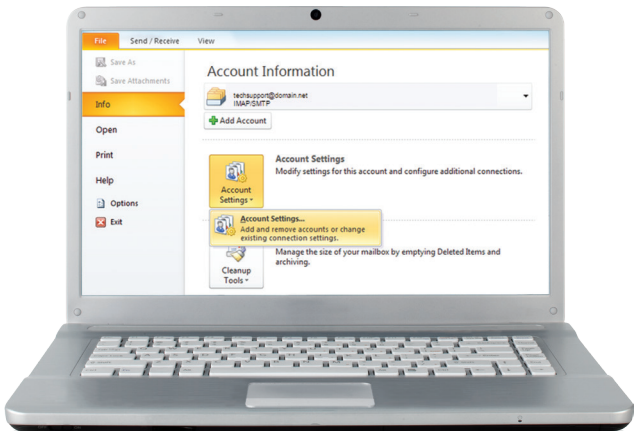 File Send / Receive View
Save As
Save Attachments
Info
Open
Print
Help
Options
Exit
Account Information
techsupport@domain.net
IMAP/SMTP
Add Account
Account
Settings
Account Settings
Modify settings for this account and configure additional connections.
Account Settings...
Add and remove accounts or change
existing connection settings.
Cleanup
Tools
Manage the size of your mailbox by emptying Deleted Items and
archiving.